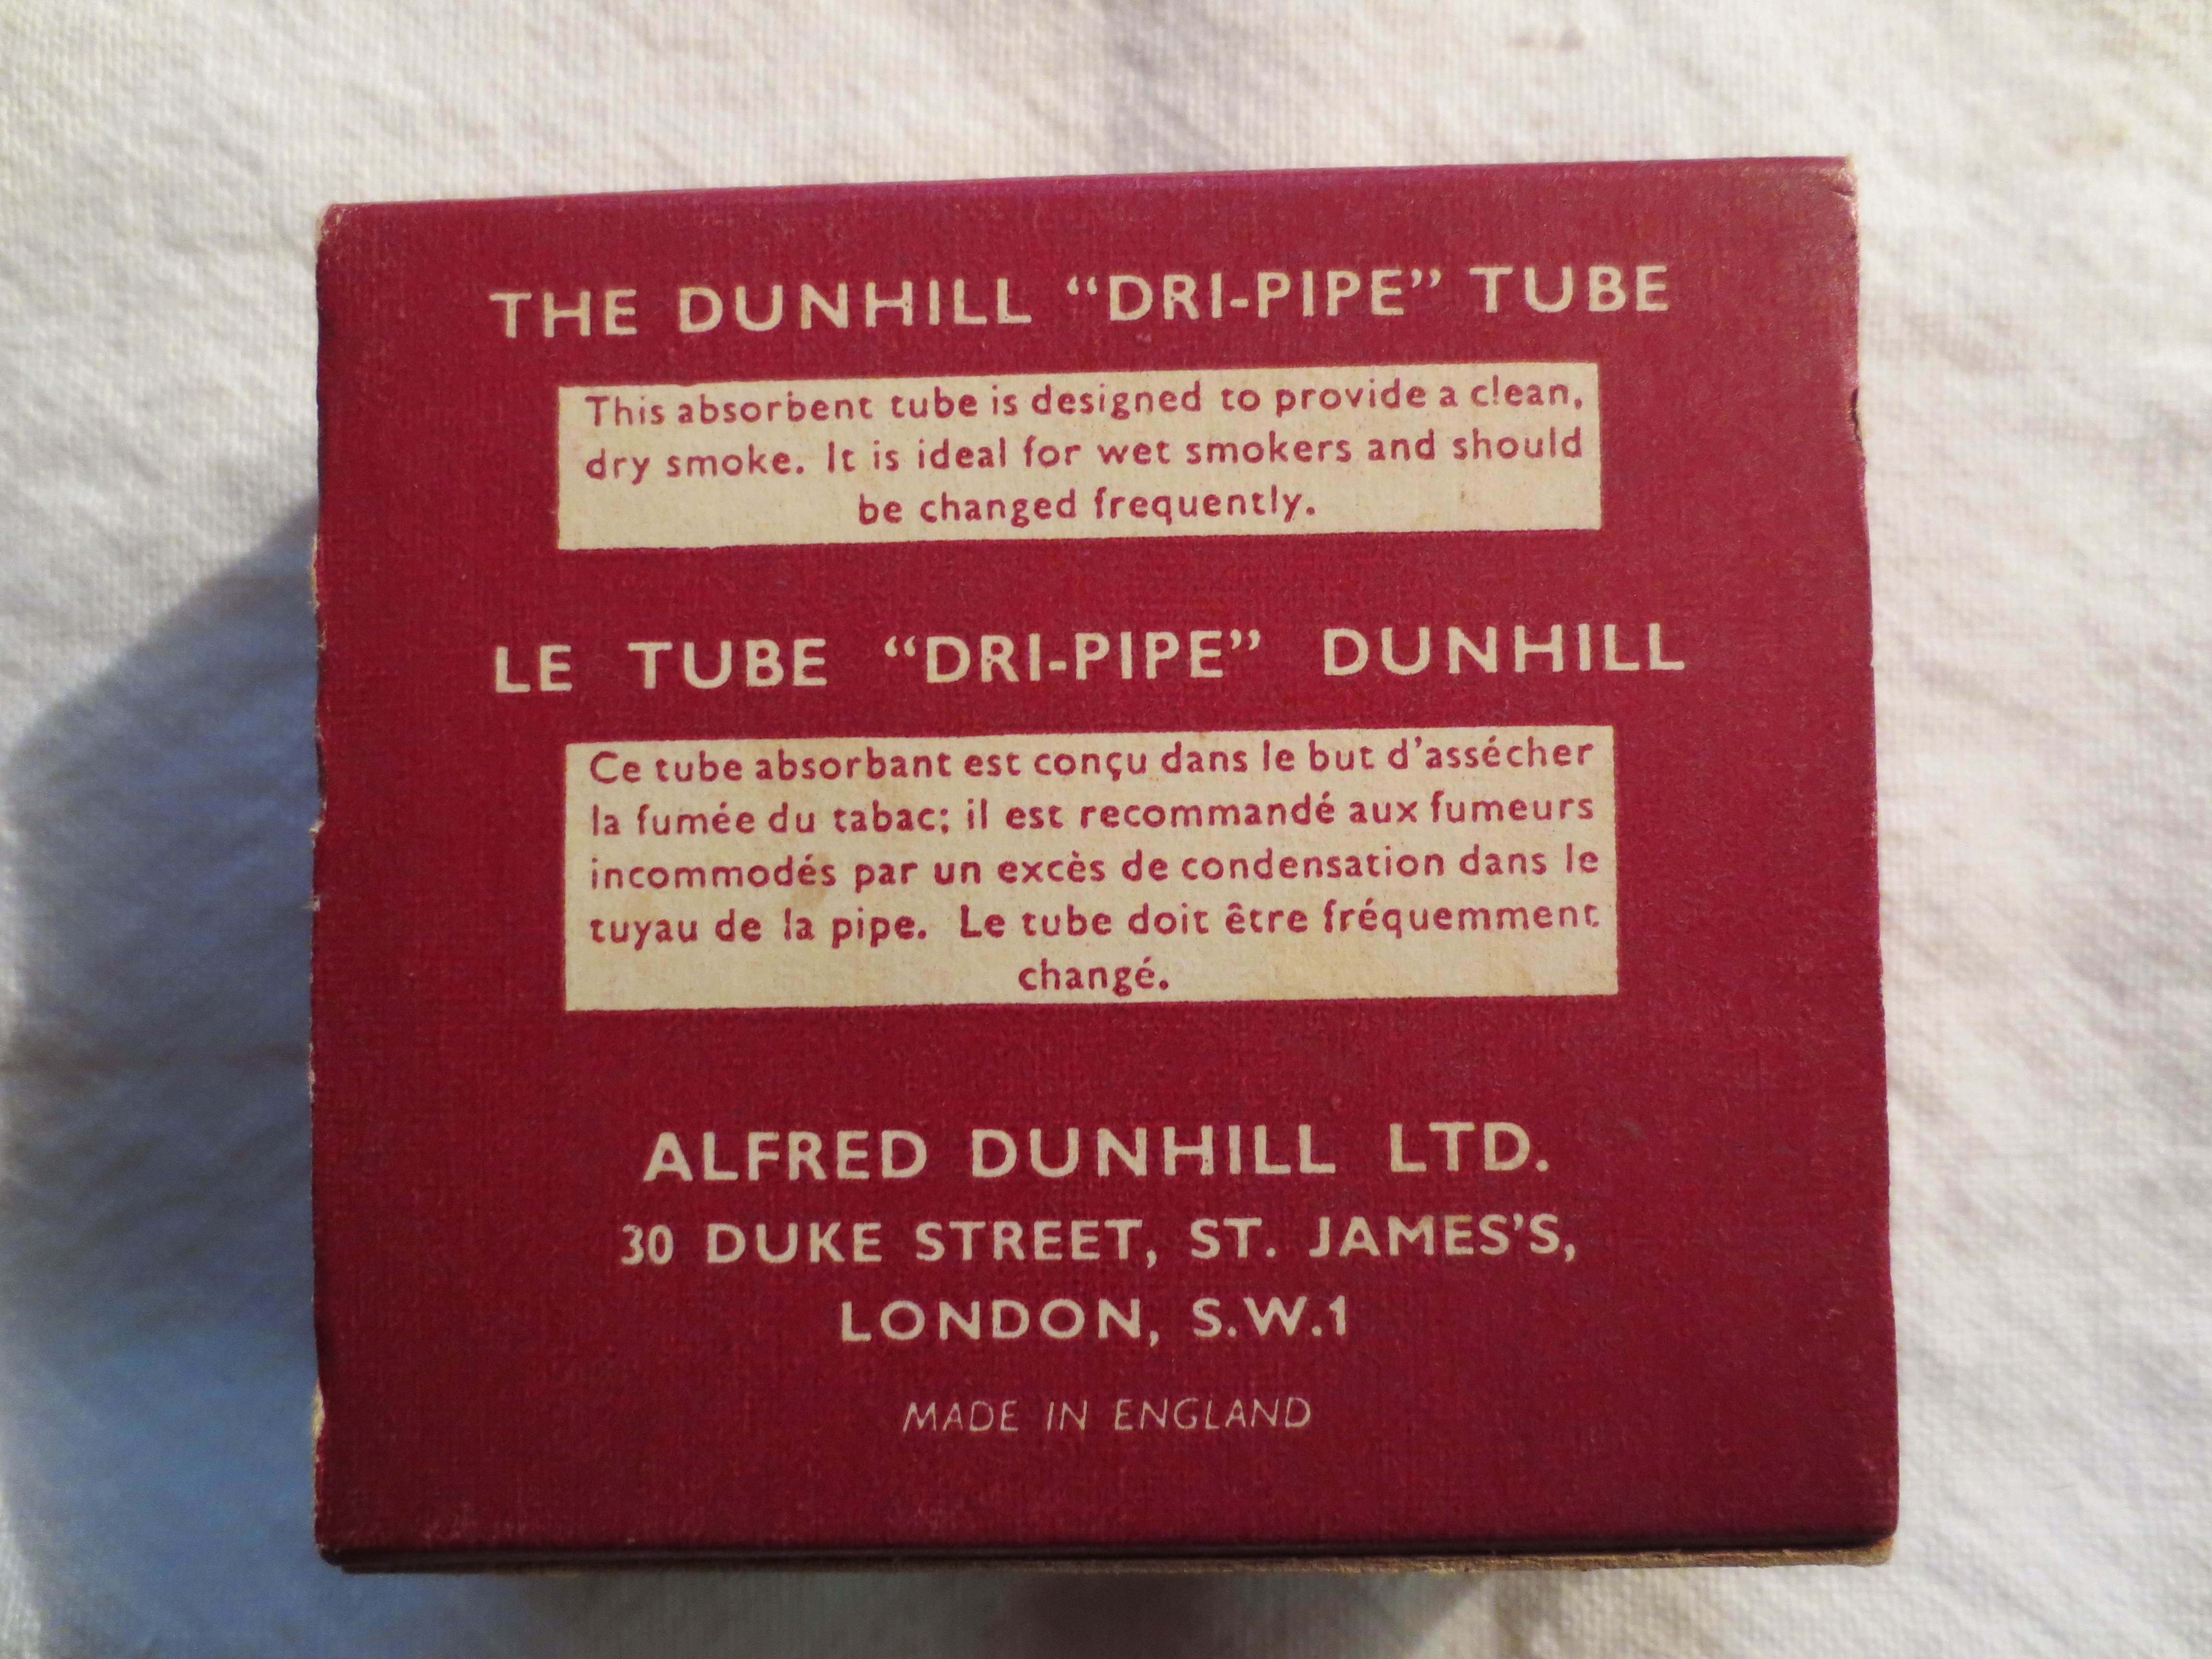 THE DUNHILL “DRI-PIPE” TUBE
This absorbent tube is designed to provide a clean,
dry smoke. It is ideal for wet smokers and should
be changed frequently.
LE TUBE “DRI-PIPE” DUNHILL
Ce tube absorbant est conçu dans le but d'assécher
la fumée du tabac; il est recommandé aux fumeurs
incommodés par un excès de condensation dans le
tuyau de la pipe. Le tube doit être fréquemment
changé.
ALFRED DUNHILL LTD.
30 DUKE STREET, ST. JAMES'S,
LONDON, S.W.1
MADE IN ENGLAND